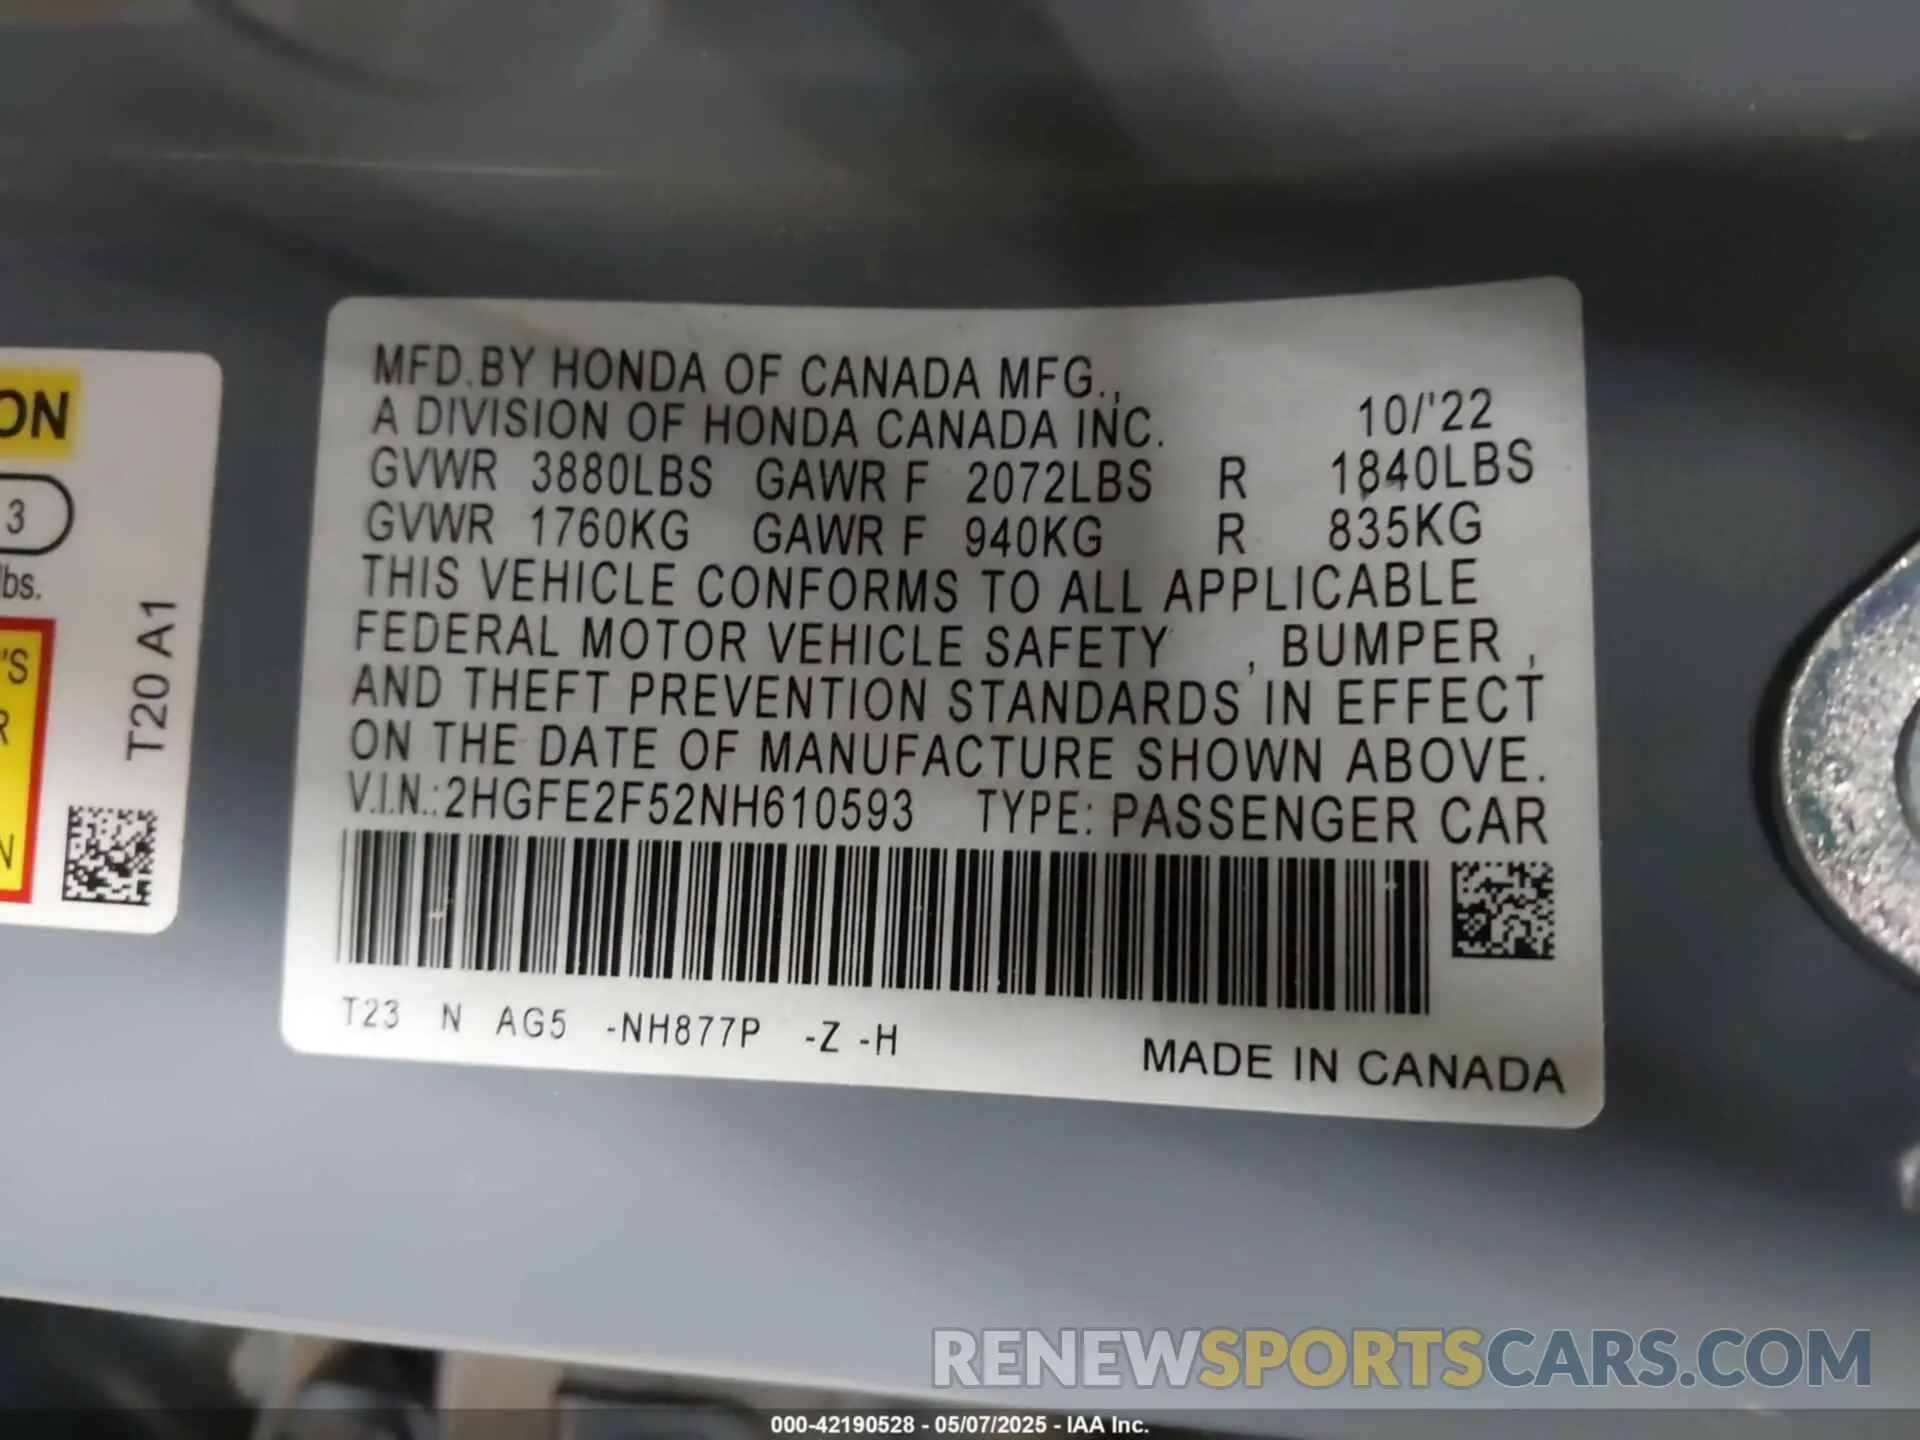 MFD.BY HONDA OF CANADA MFG.,
A DIVISION OF HONDA CANADA INC. 10/'22
GVWR 3880LBS GAWR F 2072LBS R 1840LBS
GVWR 1760KG GAWR F 940KG R 835KG
THIS VEHICLE CONFORMS TO ALL APPLICABLE
FEDERAL MOTOR VEHICLE SAFETY , BUMPER ,
AND THEFT PREVENTION STANDARDS IN EFFECT
ON THE DATE OF MANUFACTURE SHOWN ABOVE.
V.I.N.:2HGFE2F52NH610593 TYPE: PASSENGER CAR
T23 N AG5 -NH877P -Z -H
MADE IN CANADA
ON
3
lbs.
'S
R
N
T20 A1
RENEWSPORTSCARS.COM
000-42190528 - 05/07/2025 - IAA Inc.